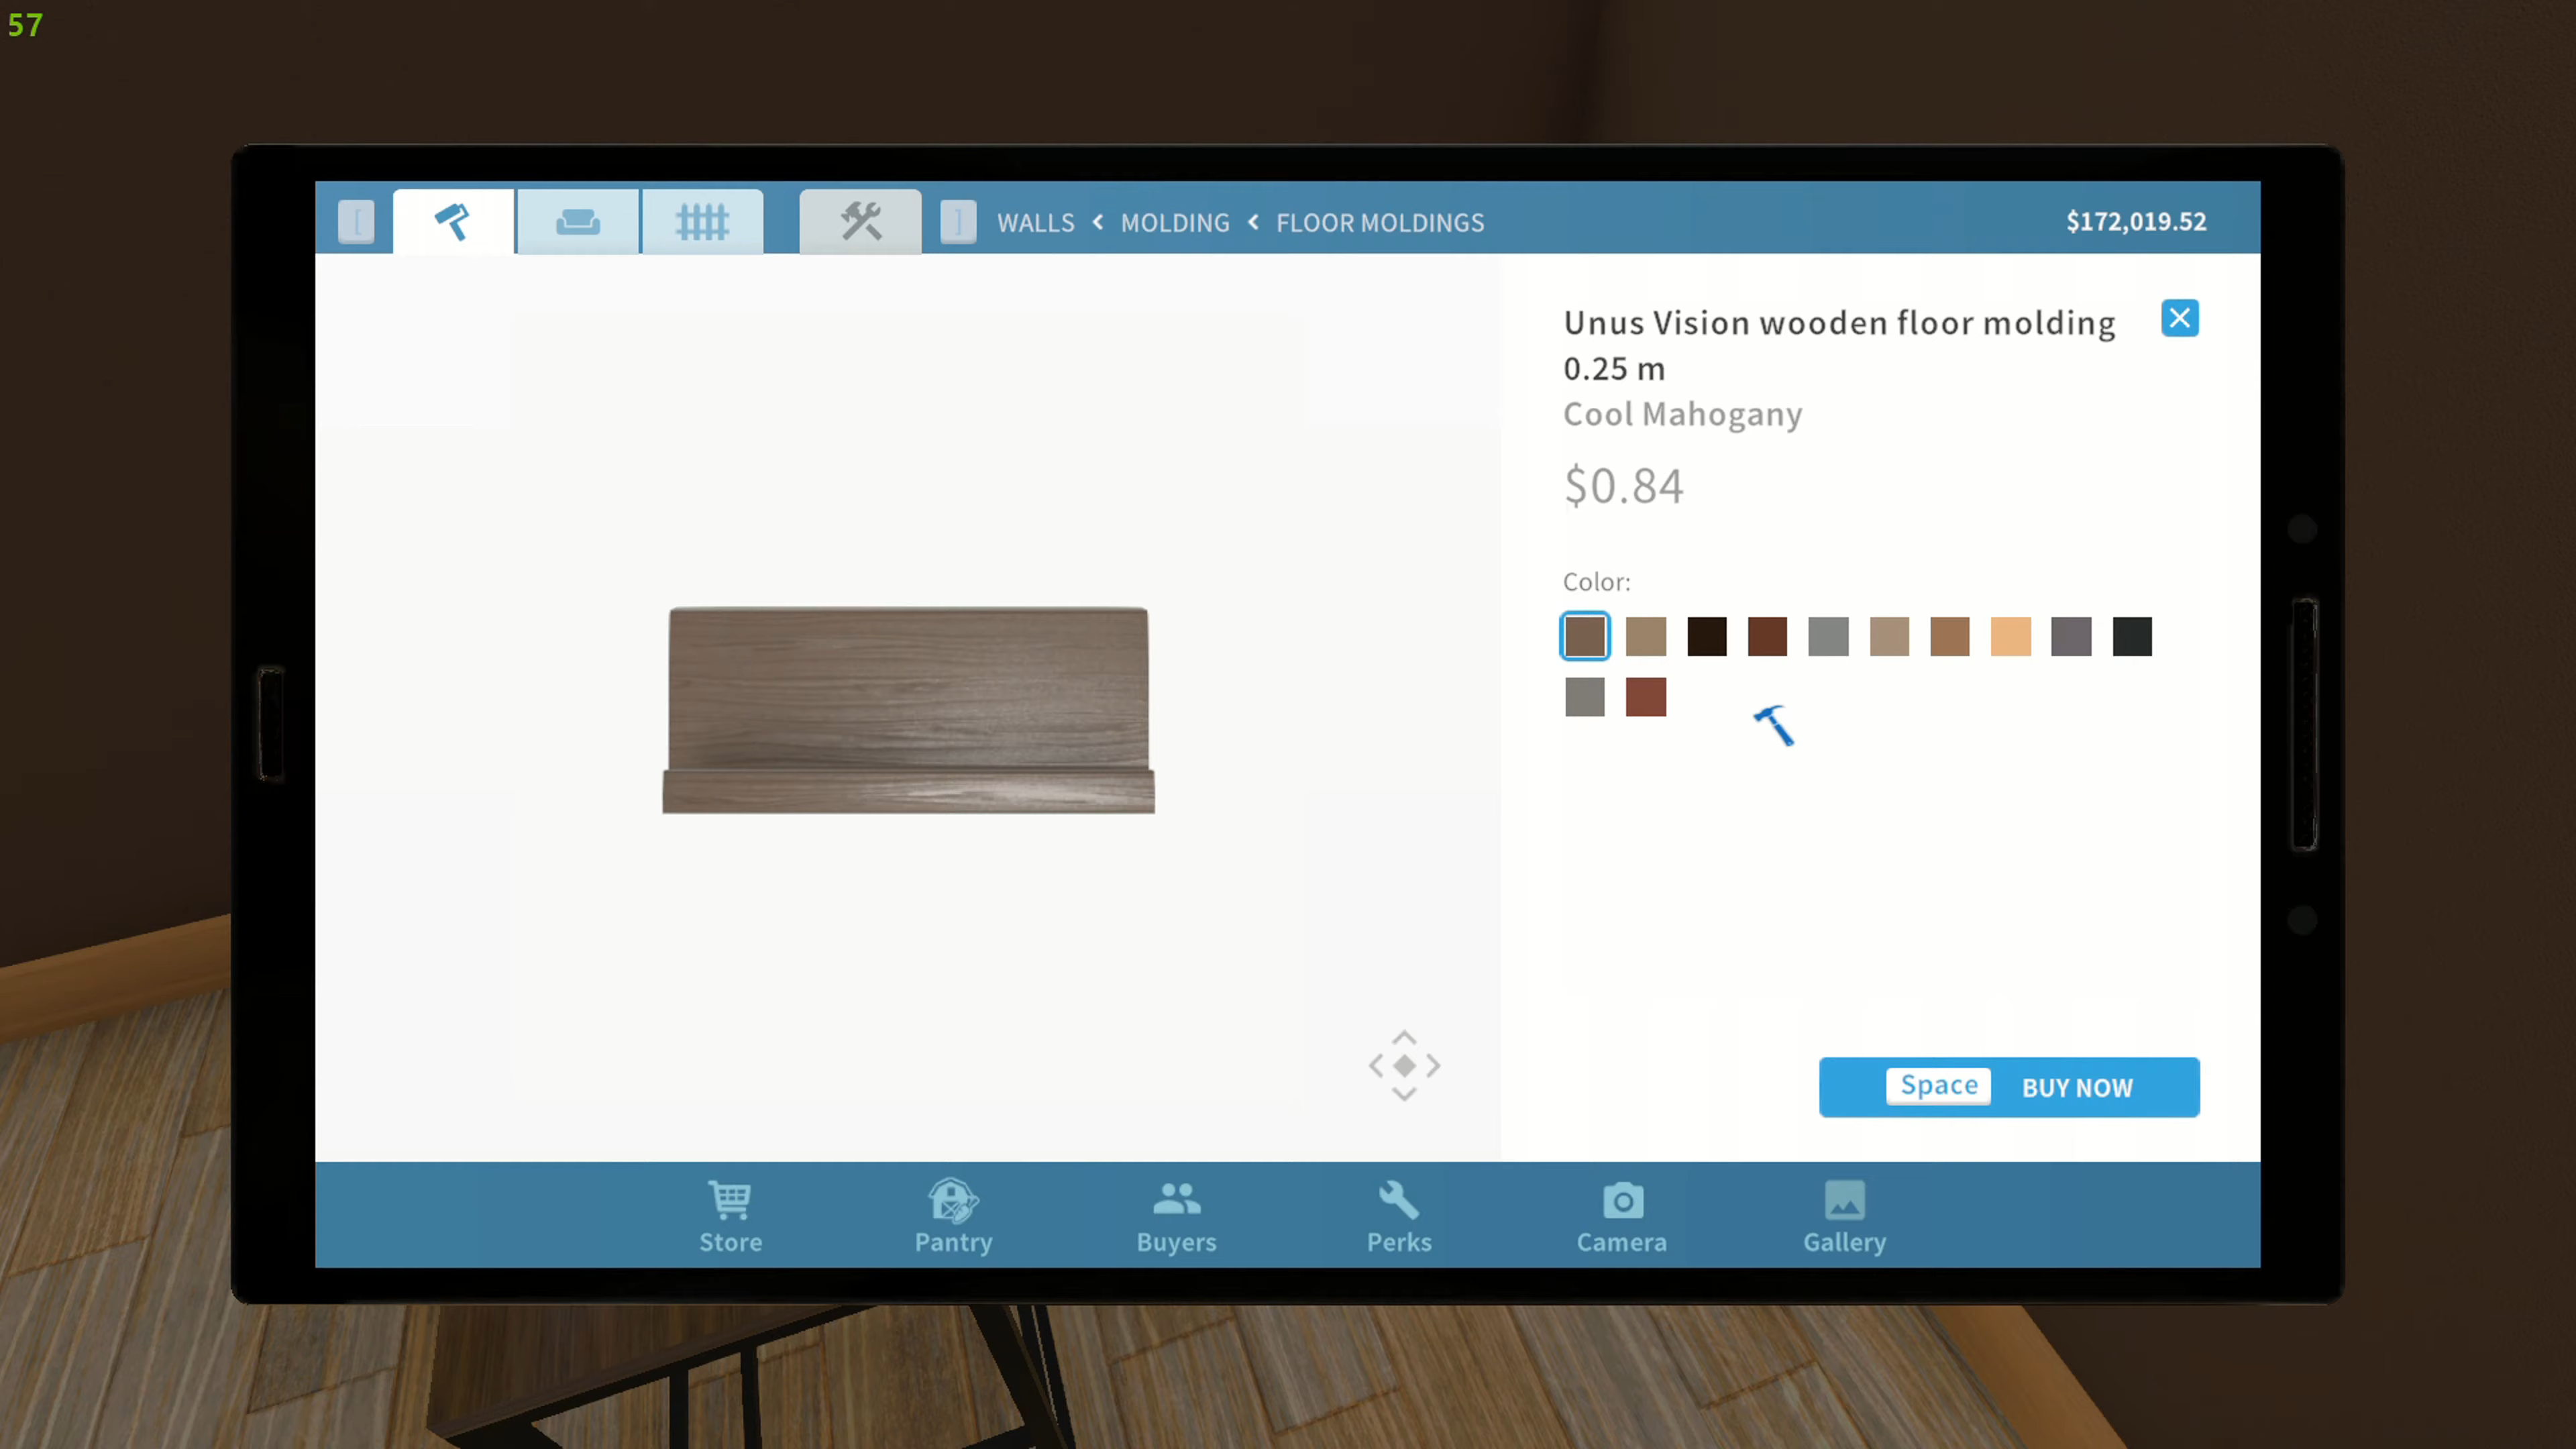 57
[
]
WALLS < MOLDING < FLOOR MOLDINGS
$172,019.52
Unus Vision wooden floor molding
0.25 m
Cool Mahogany
$0.84
Color:
Space BUY NOW
Store
Pantry
Buyers
Perks
Camera
Gallery